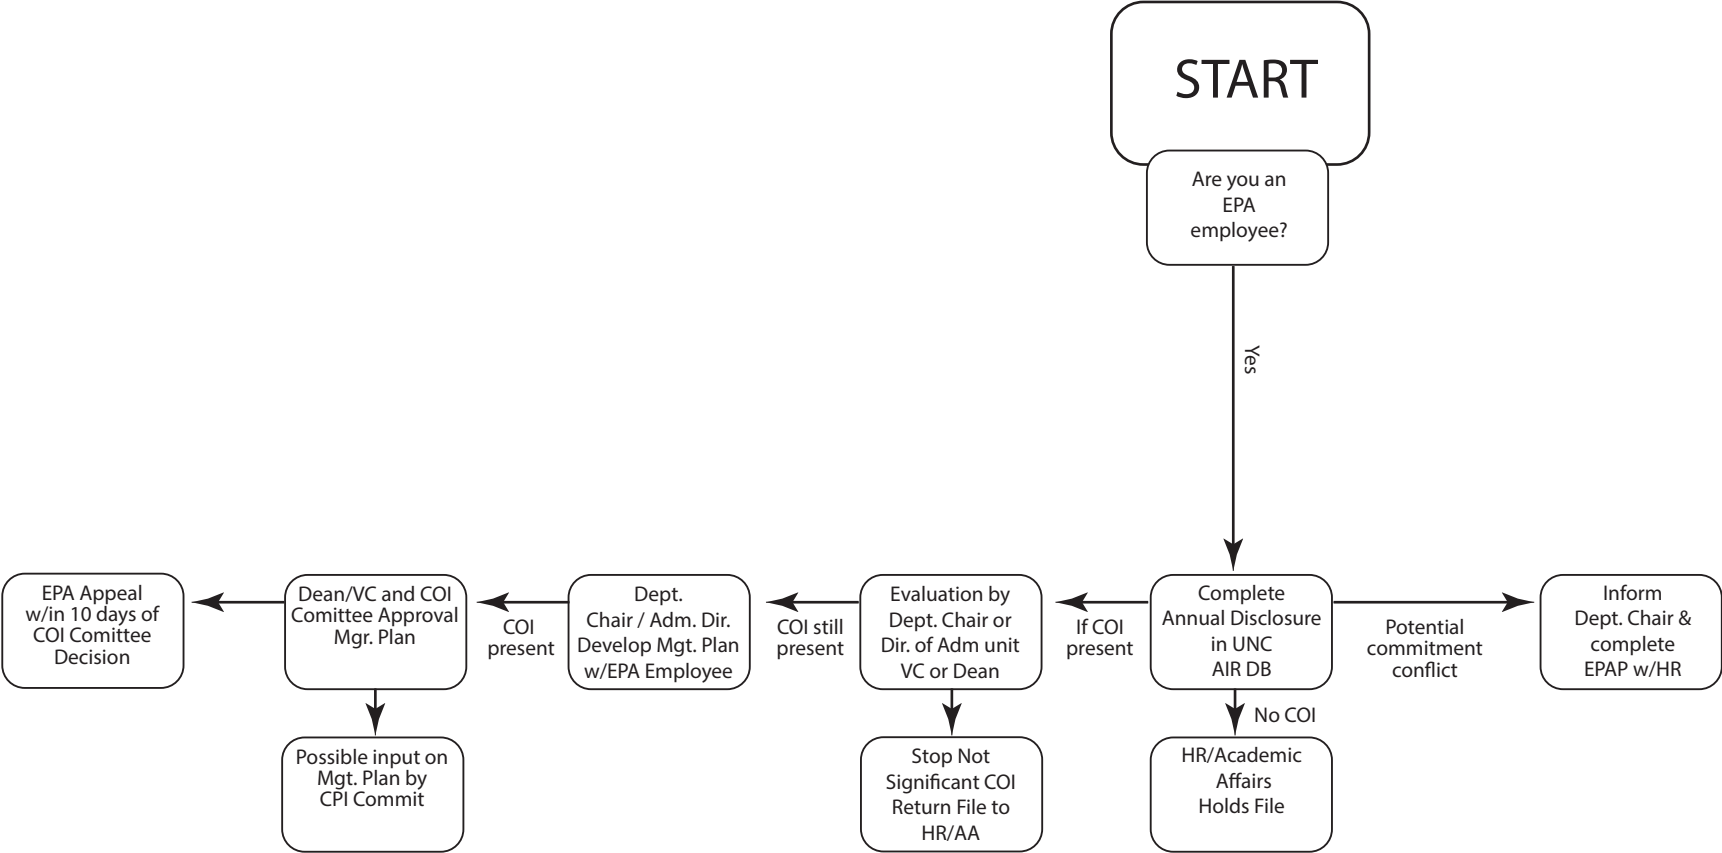 START
Are you an
EPA
employee?
Yes
EPA Appeal
w/in 10 days of
COI Comittee
Decision
Dean/VC and COI
Comittee Approval
Mgr. Plan
COI
present
Dept.
Chair / Adm. Dir.
Develop Mgt. Plan
w/EPA Employee
COI still
present
Evaluation by
Dept. Chair or
Dir. of Adm unit
VC or Dean
If COI
present
Complete
Annual Disclosure
in UNC
AIR DB
Potential
commitment
conflict
Inform
Dept. Chair &
complete
EPAP w/HR
No COI
Possible input on
Mgt. Plan by
CPI Commit
Stop Not
Significant COI
Return File to
HR/AA
HR/Academic
Affairs
Holds File